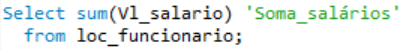 Select sum(Vl_salario) 'Soma_salários'
from loc_funcionario;